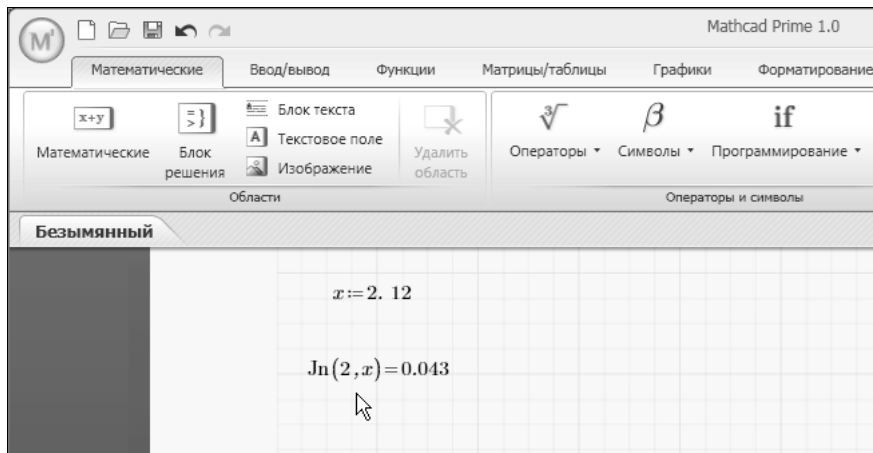 Mathcad Prime 1.0
Математические Ввод/вывод Функции Матрицы/таблицы Графики Форматирование
x+y
Математические
Блок решения
Блок текста
A Текстовое поле
Изображение
Удалить область
Области
Операторы
β
Символы
if
Программирование
Операторы и символы
Безымянный
x:=2. 12
Jn(2,x)=0.043